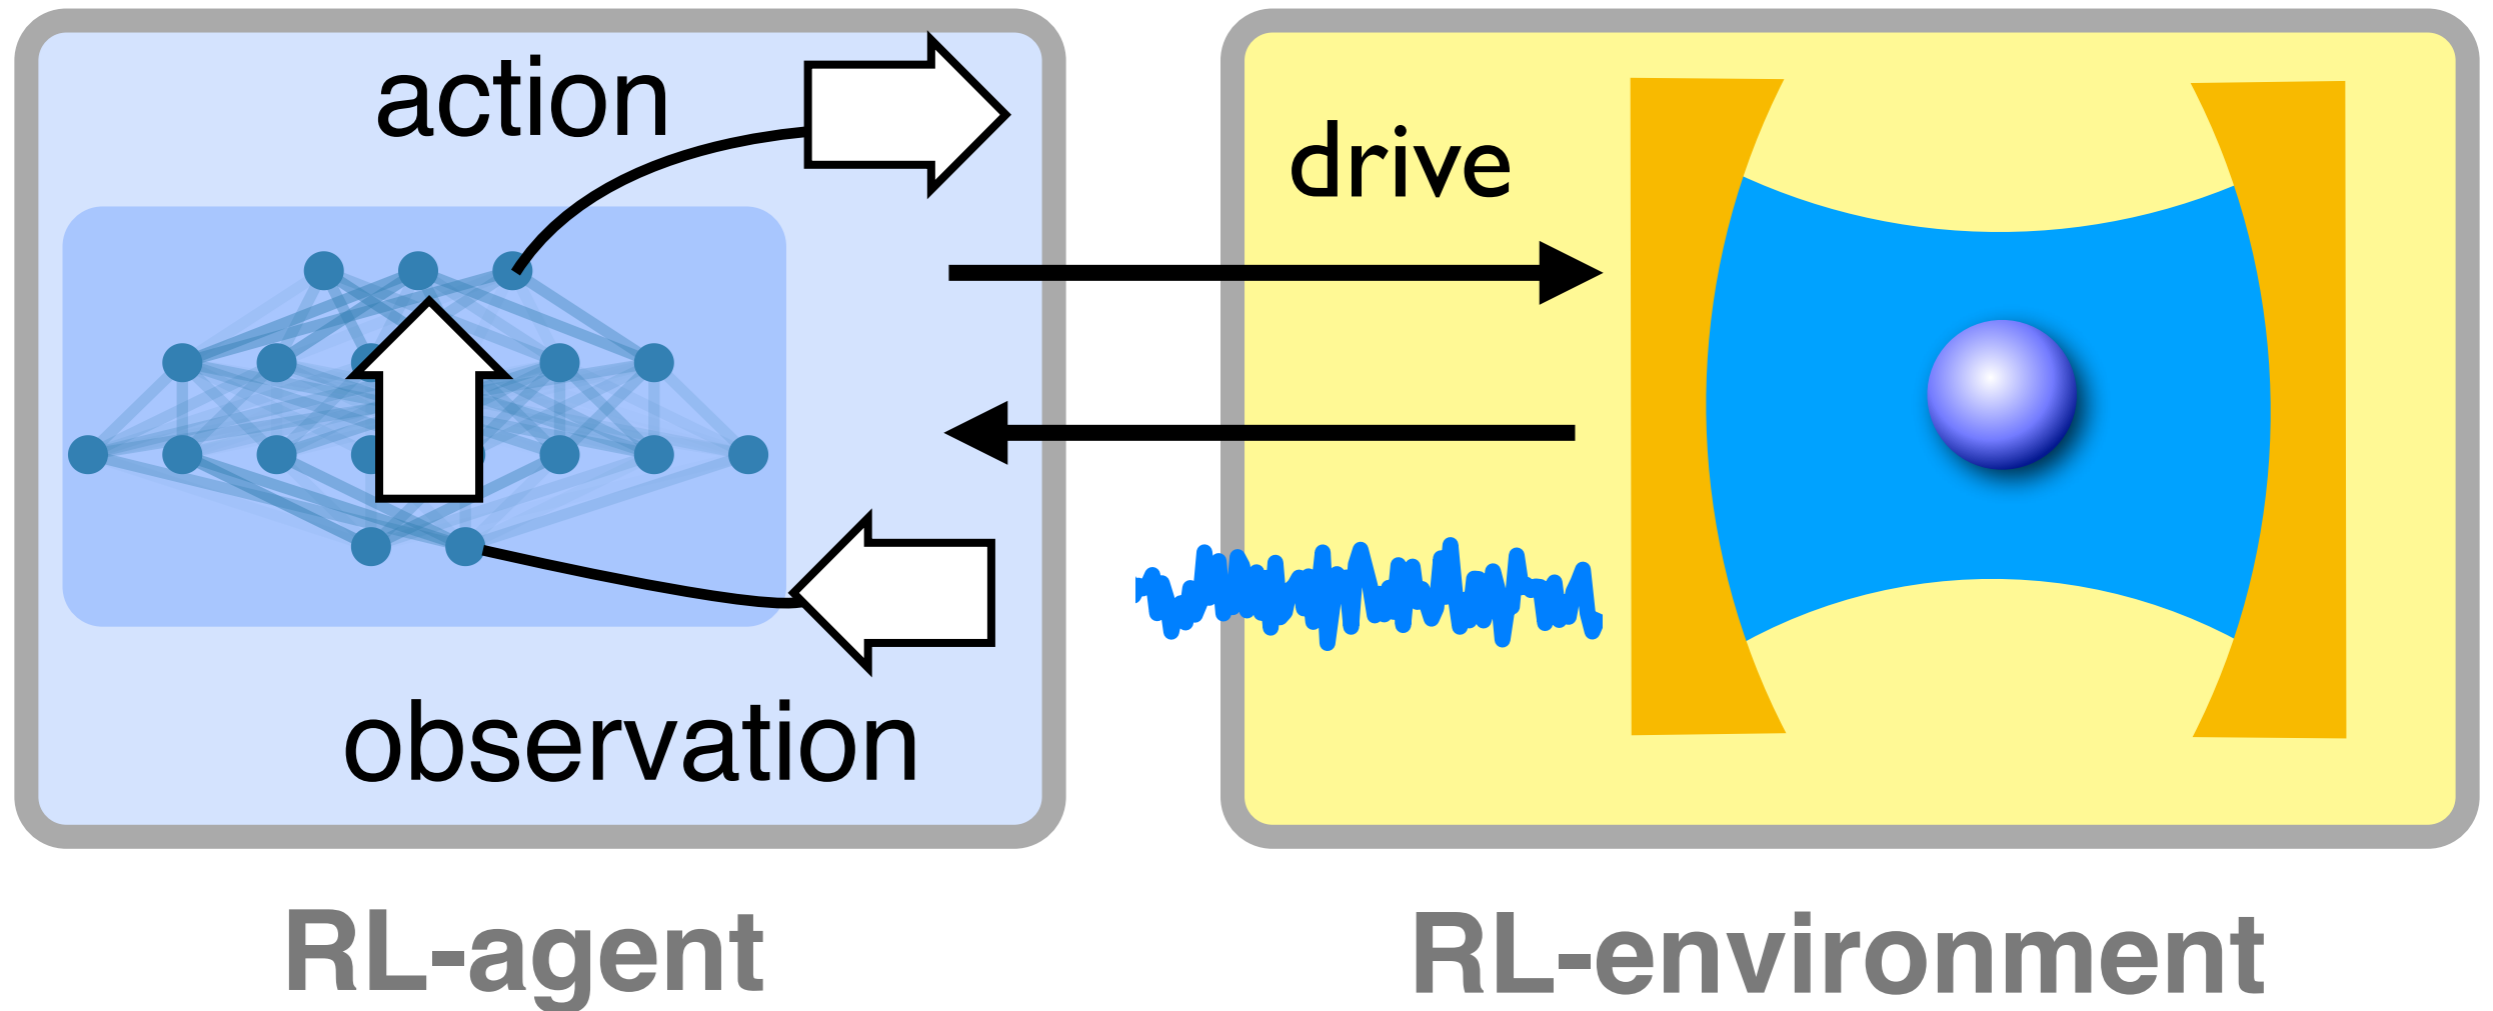 action
drive
observation
RL-agent
RL-environment